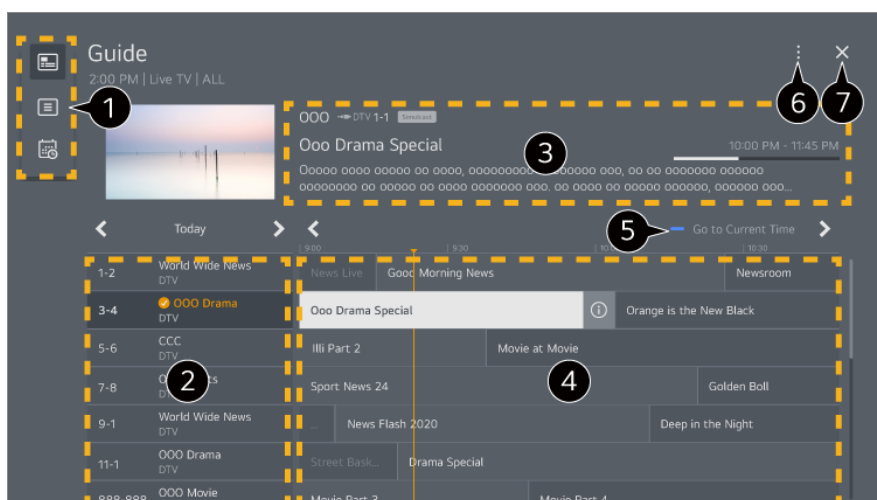 Guide
2:00 PM | Live TV | ALL
1
6
7
OOO DTV 1-1 Simulcast
Ooo Drama Special
3
10:00 PM - 11:45 PM
Today
5
Go to Current Time
9:00
9:30
10:30
1-2 World Wide News
DTV
News Live
Good Morning News
Newsroom
3-4 OOO Drama
DTV
Ooo Drama Special
Orange is the New Black
5-6 CCC
DTV
Illi Part 2
Movie at Movie
7-8
2
Sport News 24
4
Golden Boll
9-1 World Wide News
DTV
... News Flash 2020
Deep in the Night
11-1 OOO Drama
DTV
Street Bask...
Drama Special
888-888 OOO Movie
Movie Part 3
Movie Part 4